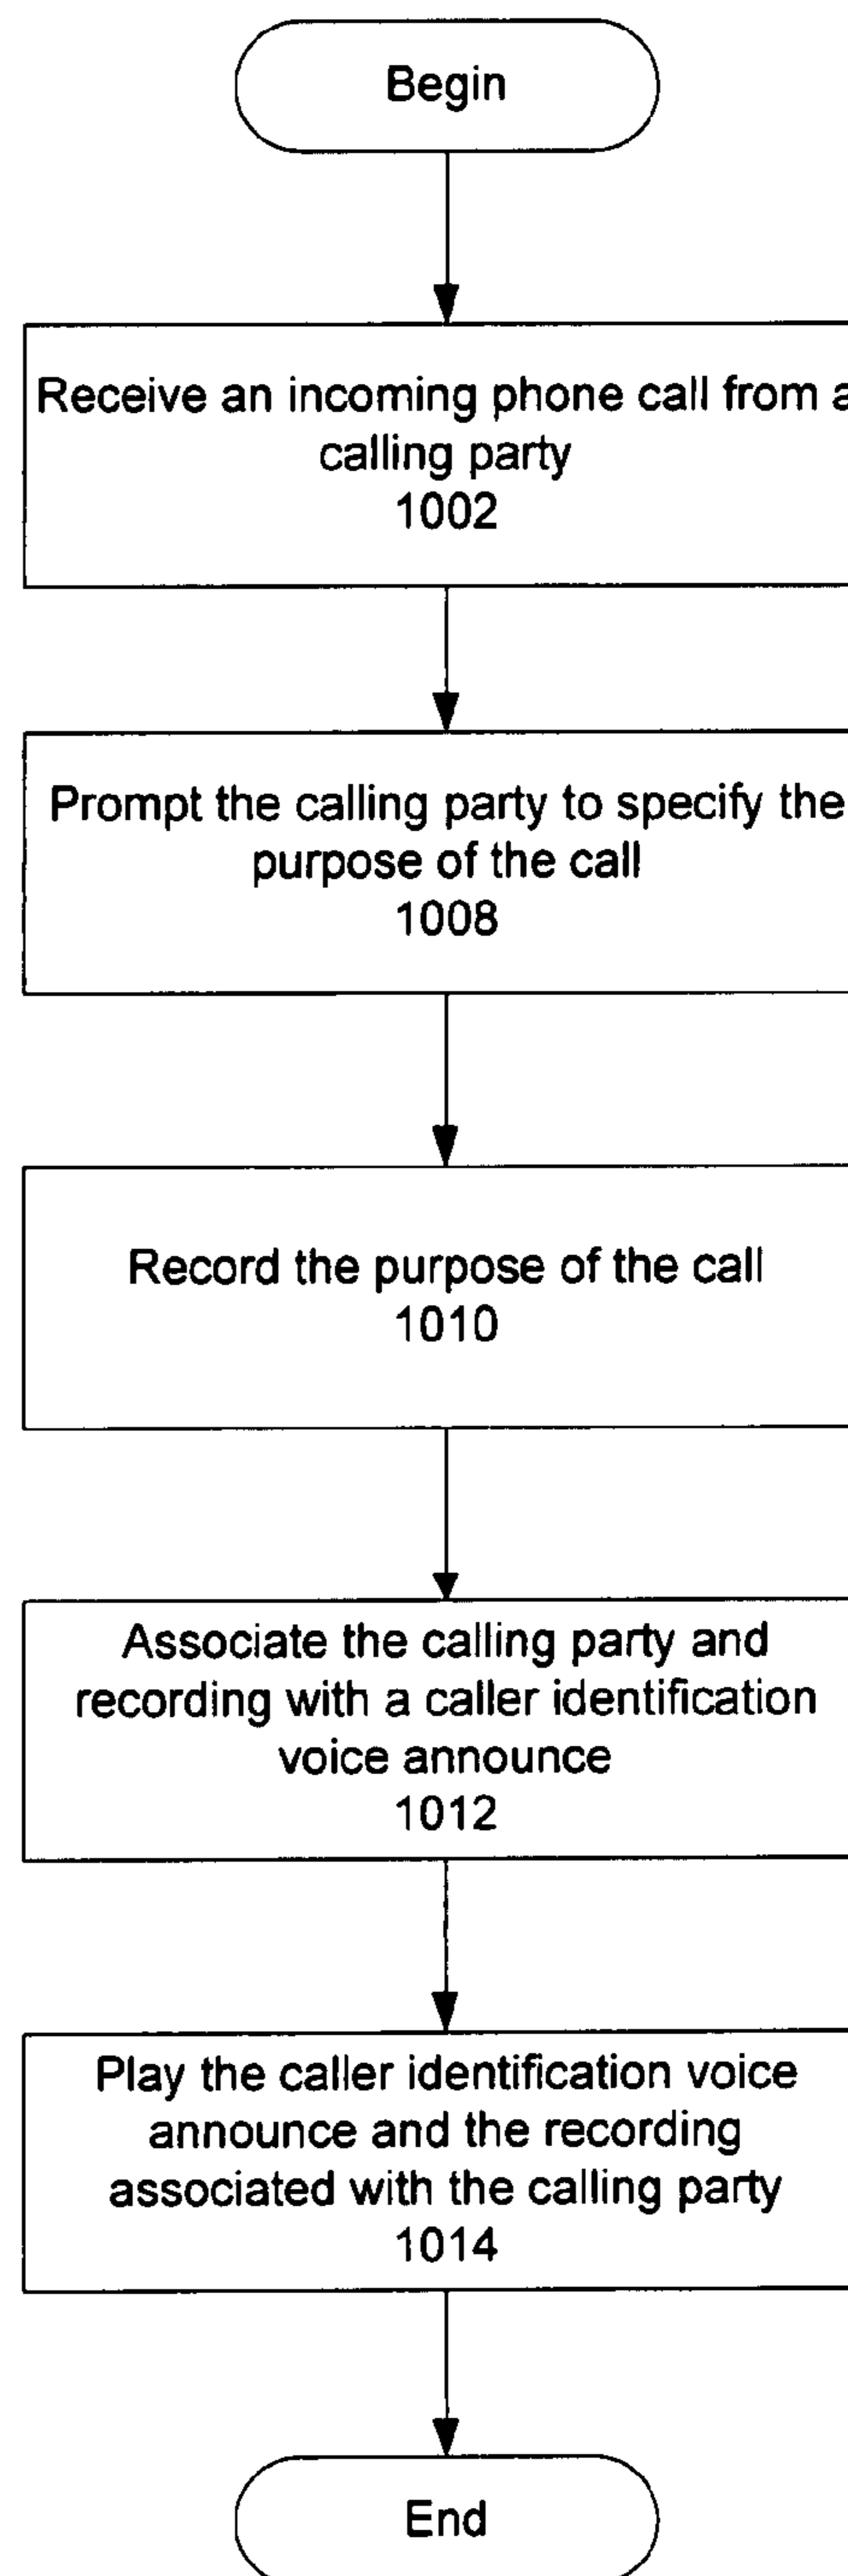 Begin
Receive an incoming phone call from a
calling party
1002
Prompt the calling party to specify the
purpose of the call
1008
Record the purpose of the call
1010
Associate the calling party and
recording with a caller identification
voice announce
1012
Play the caller identification voice
announce and the recording
associated with the calling party
1014
End